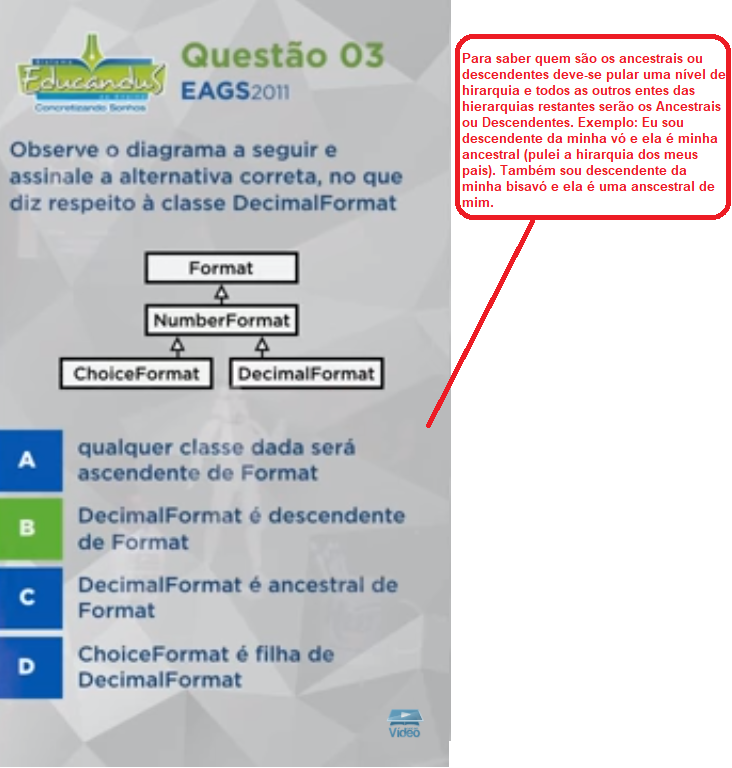 EducanduS
Concretizando Sonhos
Questão 03
EAGS2011
Observe o diagrama a seguir e
assinale a alternativa correta, no que
diz respeito à classe DecimalFormat
Format
NumberFormat
ChoiceFormat
DecimalFormat
A
qualquer classe dada será
ascendente de Format
B
DecimalFormat é descendente
de Format
C
DecimalFormat é ancestral de
Format
D
ChoiceFormat é filha de
DecimalFormat
Vídeo
Para saber quem são os ancestrais ou
descendentes deve-se pular uma nível de
hirarquia e todos as outros entes das
hierarquias restantes serão os Ancestrais
ou Descendentes. Exemplo: Eu sou
descendente da minha vó e ela é minha
ancestral (pulei a hirarquia dos meus
pais). Também sou descendente da
minha bisavó e ela é uma anscestral de
mim.